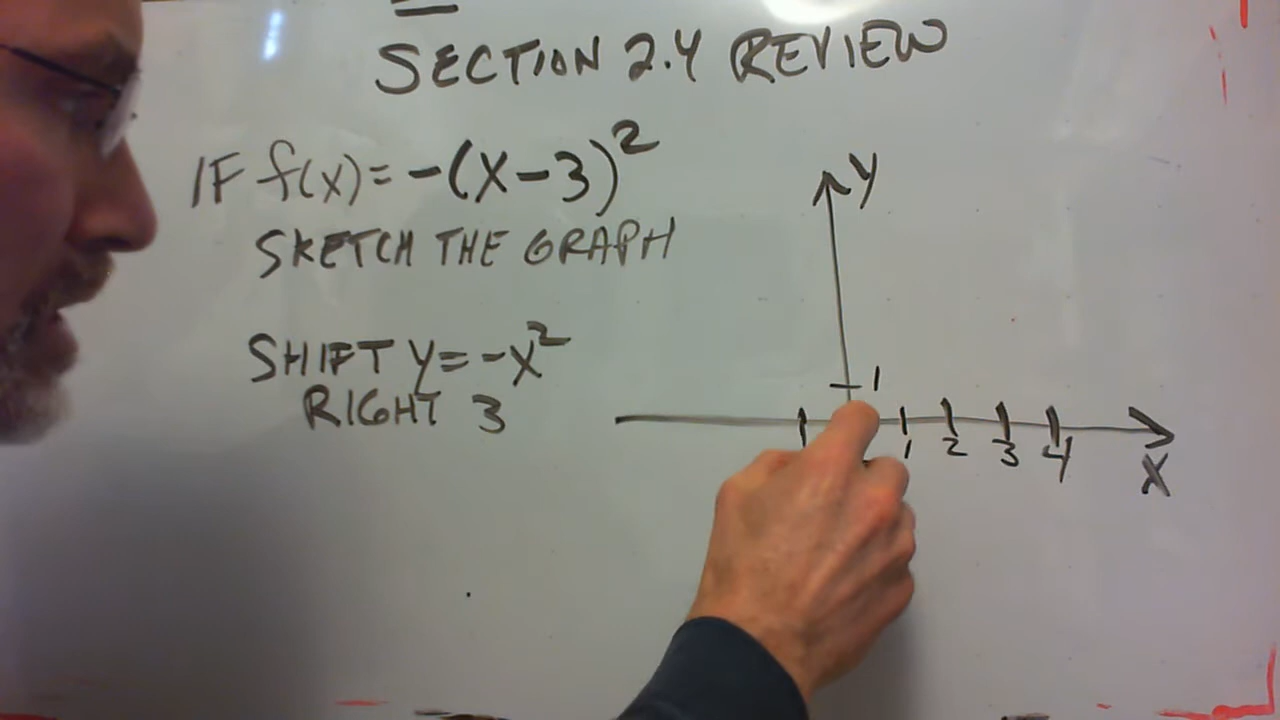 SECTION 2.4 REVIEW
IF f(x) = -(x-3)²
SKETCH THE GRAPH
SHIFT y = -x²
RIGHT 3
y
1
1 2 3 4
x